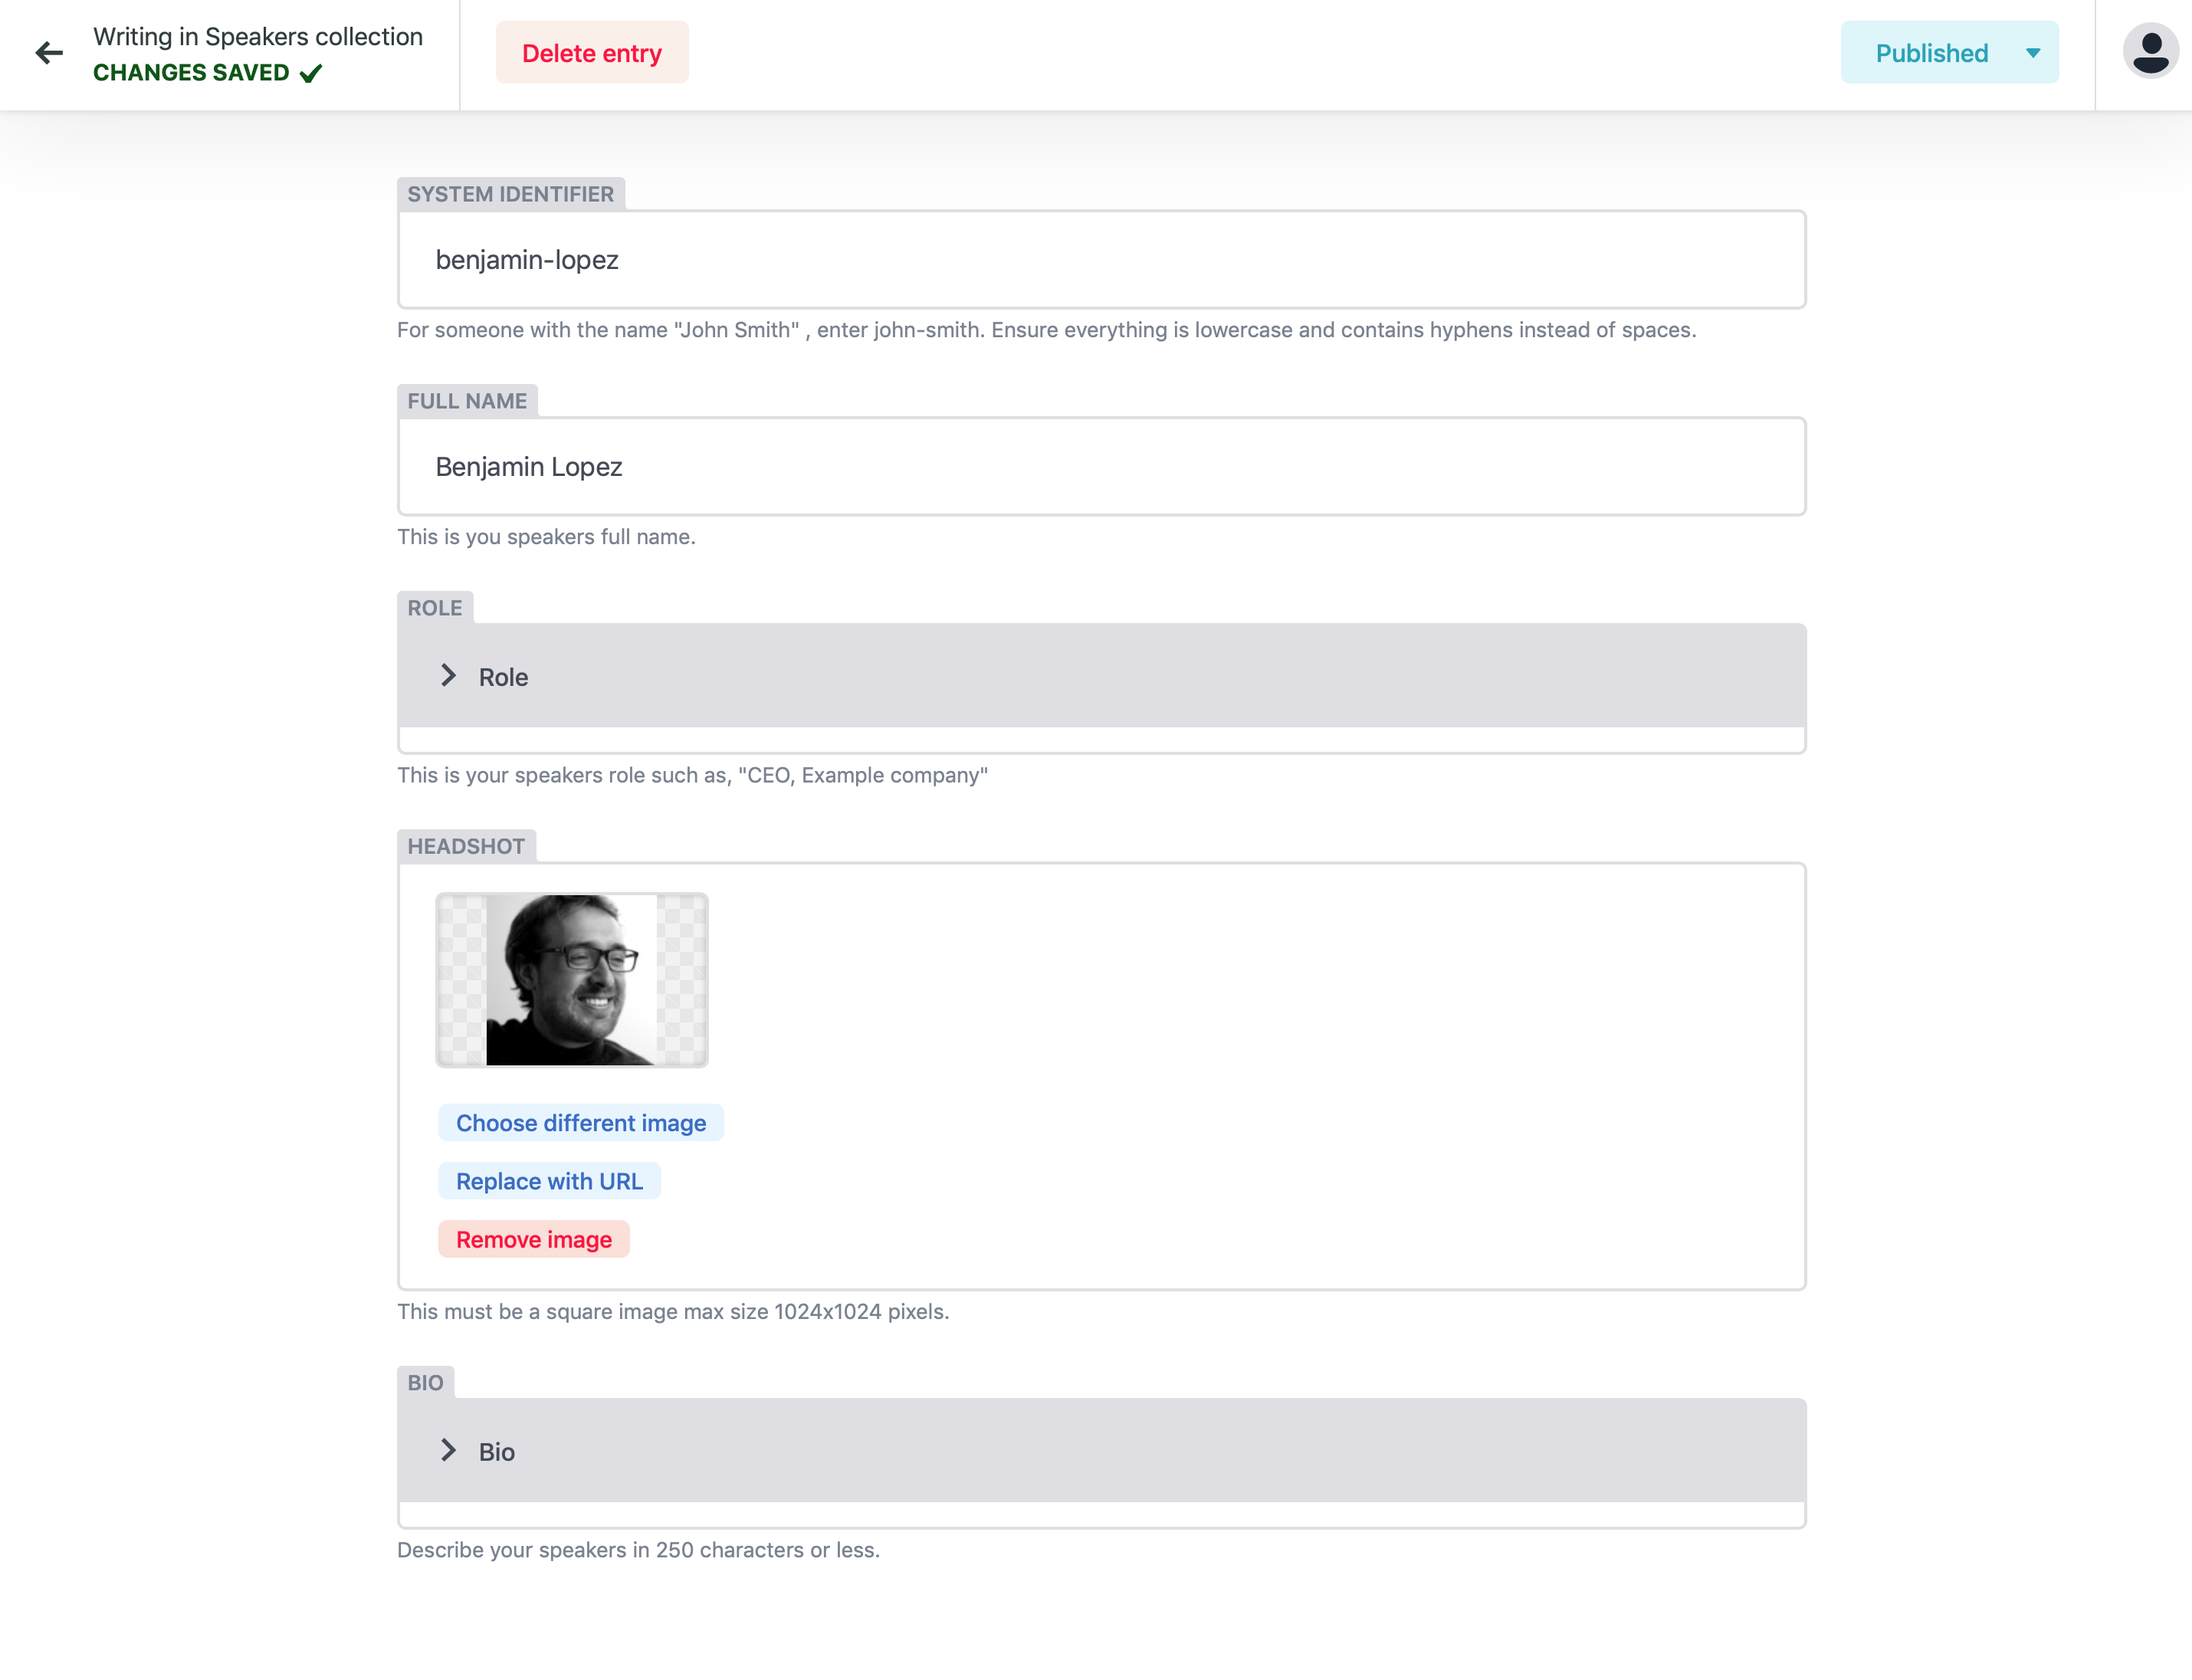 Writing in Speakers collection
CHANGES SAVED
Delete entry
Published
SYSTEM IDENTIFIER
benjamin-lopez
For someone with the name "John Smith" , enter john-smith. Ensure everything is lowercase and contains hyphens instead of spaces.
FULL NAME
Benjamin Lopez
This is you speakers full name.
ROLE
Role
This is your speakers role such as, "CEO, Example company"
HEADSHOT
Choose different image
Replace with URL
Remove image
This must be a square image max size 1024x1024 pixels.
BIO
Bio
Describe your speakers in 250 characters or less.